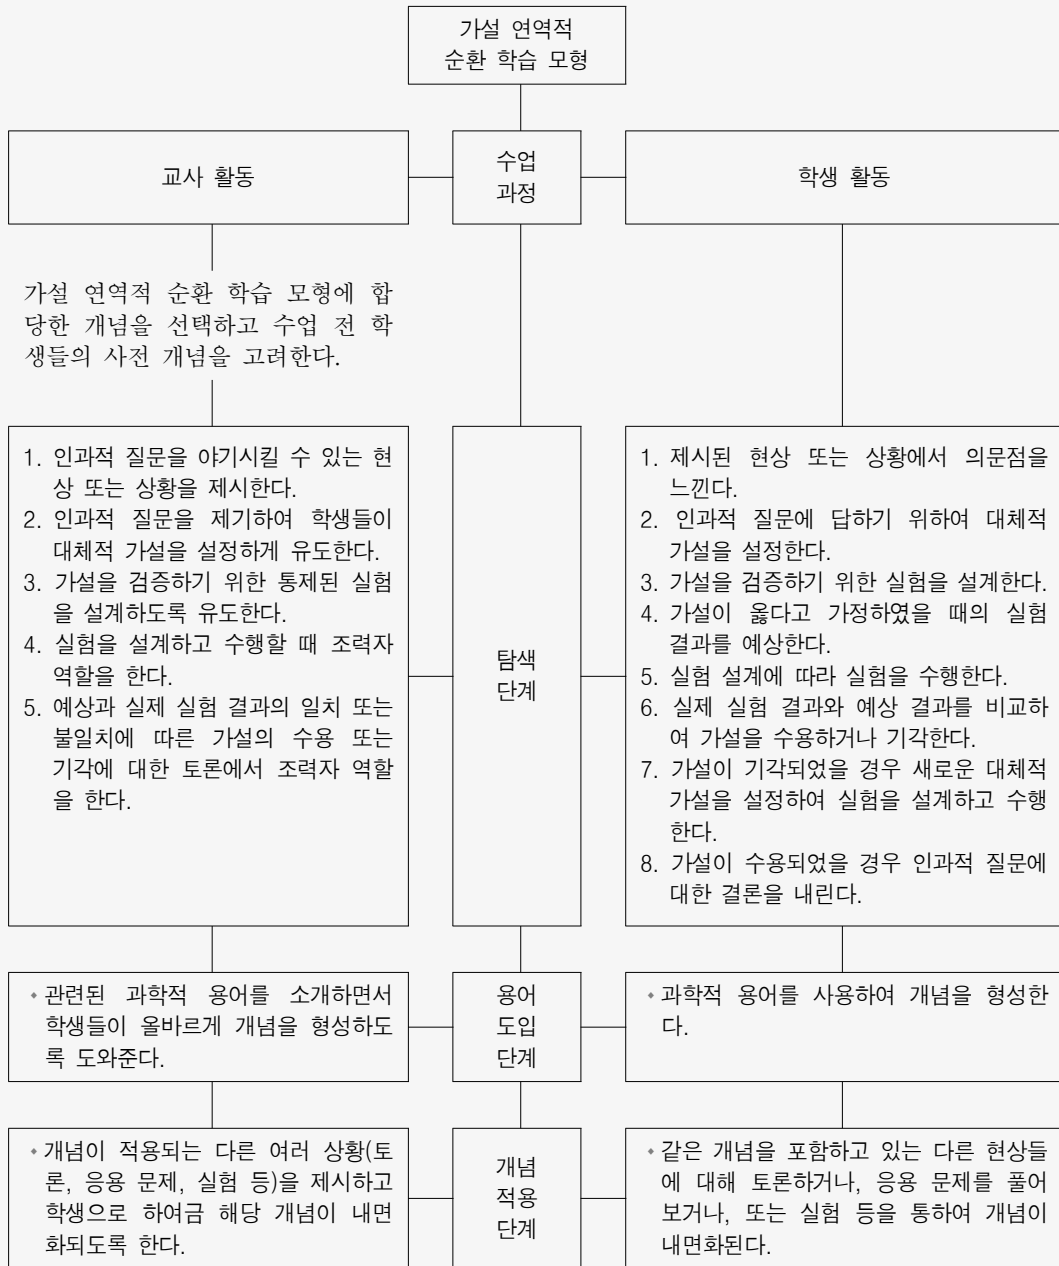 가설 연역적
순환 학습 모형
교사 활동
수업
과정
학생 활동
가설 연역적 순환 학습 모형에 합
당한 개념을 선택하고 수업 전 학
생들의 사전 개념을 고려한다.
1. 인과적 질문을 야기시킬 수 있는 현
상 또는 상황을 제시한다.
2. 인과적 질문을 제기하여 학생들이
대체적 가설을 설정하게 유도한다.
3. 가설을 검증하기 위한 통제된 실험
을 설계하도록 유도한다.
4. 실험을 설계하고 수행할 때 조력자
역할을 한다.
5. 예상과 실제 실험 결과의 일치 또는
불일치에 따른 가설의 수용 또는
기각에 대한 토론에서 조력자 역할
을 한다.
탐색
단계
1. 제시된 현상 또는 상황에서 의문점을
느낀다.
2. 인과적 질문에 답하기 위하여 대체적
가설을 설정한다.
3. 가설을 검증하기 위한 실험을 설계한다.
4. 가설이 옳다고 가정하였을 때의 실험
결과를 예상한다.
5. 실험 설계에 따라 실험을 수행한다.
6. 실제 실험 결과와 예상 결과를 비교하
여 가설을 수용하거나 기각한다.
7. 가설이 기각되었을 경우 새로운 대체적
가설을 설정하여 실험을 설계하고 수행
한다.
8. 가설이 수용되었을 경우 인과적 질문에
대한 결론을 내린다.
• 관련된 과학적 용어를 소개하면서
학생들이 올바르게 개념을 형성하도
록 도와준다.
용어
도입
단계
• 과학적 용어를 사용하여 개념을 형성한
다.
• 개념이 적용되는 다른 여러 상황(토
론, 응용 문제, 실험 등)을 제시하고
학생으로 하여금 해당 개념이 내면
화되도록 한다.
개념
적용
단계
• 같은 개념을 포함하고 있는 다른 현상들
에 대해 토론하거나, 응용 문제를 풀어
보거나, 또는 실험 등을 통하여 개념이
내면화된다.